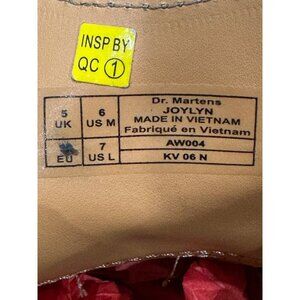 INSP BY
QC 1
5 UK
6 US M
EU
7 US L
Dr. Martens
JOYLYN
MADE IN VIETNAM
Fabriqué en Vietnam
AW004
KV 06 N